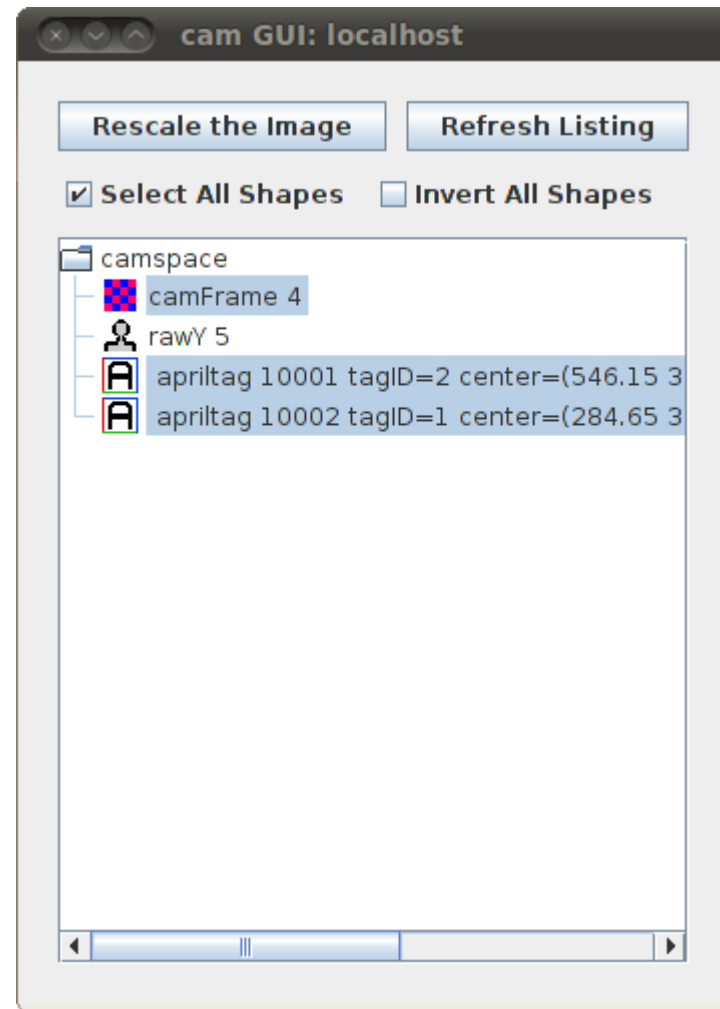 cam GUI: localhost
Rescale the Image Refresh Listing
Select All Shapes Invert All Shapes
camspace
camFrame 4
rawY 5
apriltag 10001 tagID=2 center=(546.15 3
apriltag 10002 tagID=1 center=(284.65 3